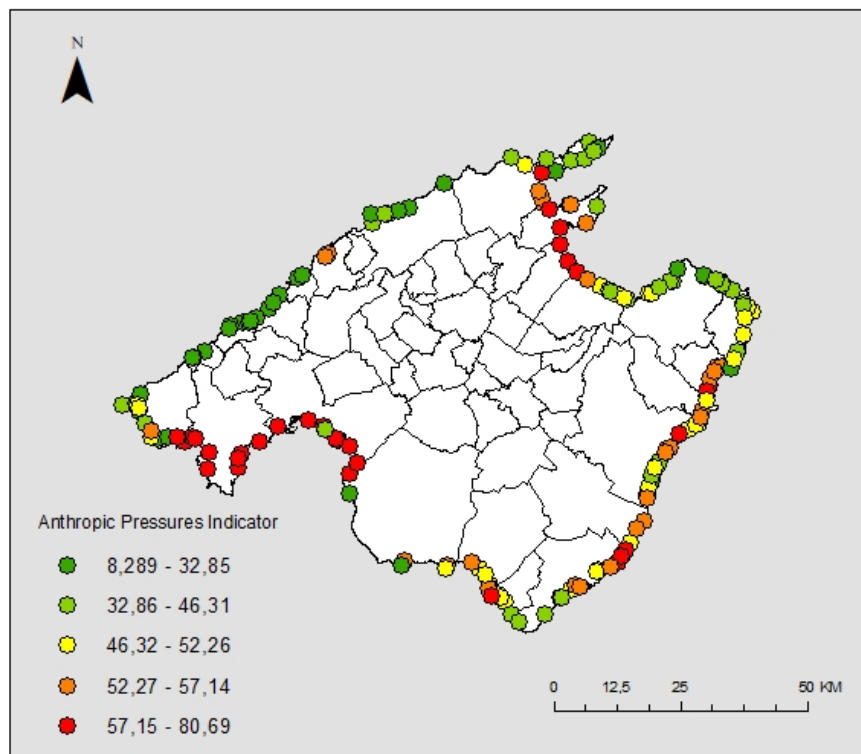 N
Anthropic Pressures Indicator
8,289 - 32,85
32,86 - 46,31
46,32 - 52,26
52,27 - 57,14
57,15 - 80,69
0 12,5 25 50 KM